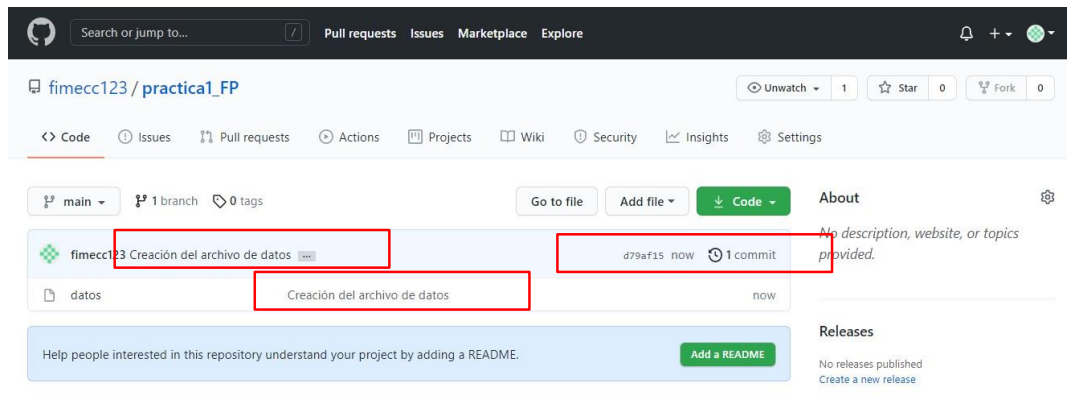 Search or jump to... / Pull requests Issues Marketplace Explore
fimecc123 / practica1_FP Unwatch 1 Star 0 Fork 0
<> Code Issues Pull requests Actions Projects Wiki Security Insights Settings
main 1 branch 0 tags Go to file Add file Code About
No description, website, or topics provided.
fimecc123 Creación del archivo de datos ... d79af15 now 1 commit
datos Creación del archivo de datos now
Releases
Help people interested in this repository understand your project by adding a README. Add a README
No releases published
Create a new release